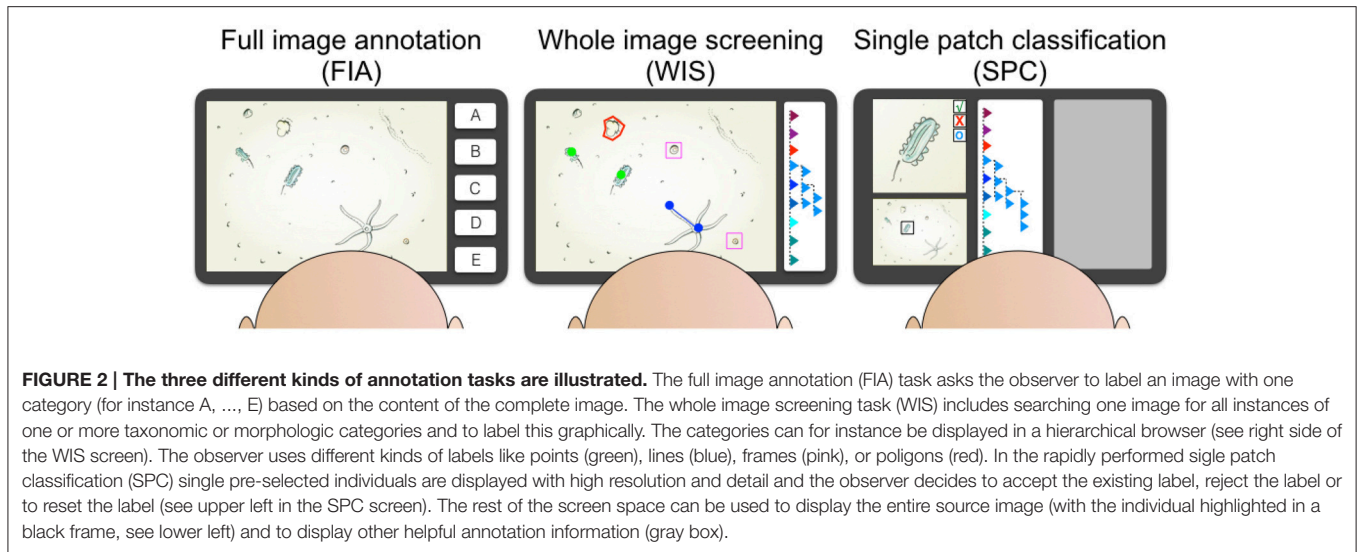 Full image annotation
(FIA)
Whole image screening
(WIS)
Single patch classification
(SPC)
A
B
C
D
E
√
X
O
FIGURE 2 | The three different kinds of annotation tasks are illustrated. The full image annotation (FIA) task asks the observer to label an image with one
category (for instance A, ..., E) based on the content of the complete image. The whole image screening task (WIS) includes searching one image for all instances of
one or more taxonomic or morphologic categories and to label this graphically. The categories can for instance be displayed in a hierarchical browser (see right side of
the WIS screen). The observer uses different kinds of labels like points (green), lines (blue), frames (pink), or poligons (red). In the rapidly performed sigle patch
classification (SPC) single pre-selected individuals are displayed with high resolution and detail and the observer decides to accept the existing label, reject the label or
to reset the label (see upper left in the SPC screen). The rest of the screen space can be used to display the entire source image (with the individual highlighted in a
black frame, see lower left) and to display other helpful annotation information (gray box).